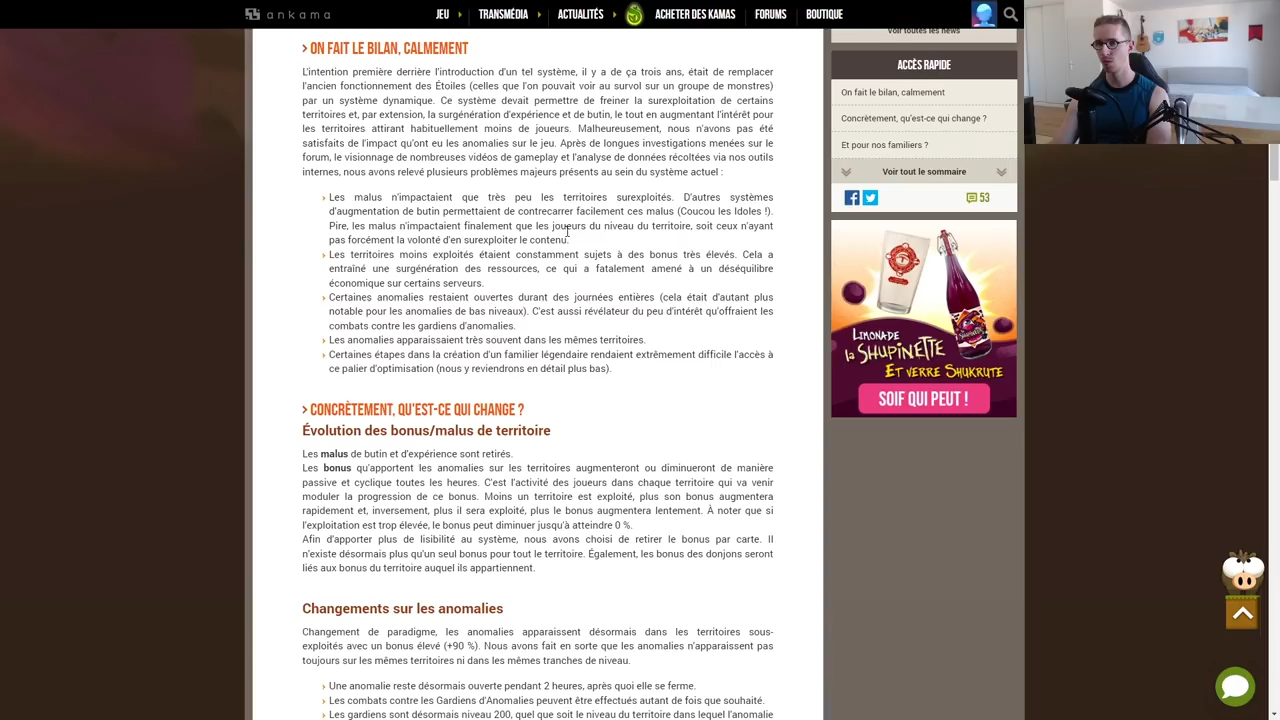 ankama
JEU
TRANSMÉDIA
ACTUALITÉS
ACHETER DES KAMAS
FORUMS
BOUTIQUE
ON FAIT LE BILAN, CALMEMENT
L'intention première derrière l'introduction d'un tel système, il y a de ça trois ans, était de remplacer
l'ancien fonctionnement des Étoiles (celles que l'on pouvait voir au survol sur un groupe de monstres)
par un système dynamique. Ce système devait permettre de freiner la surexploitation de certains
territoires et, par extension, la surgénération d'expérience et de butin, le tout en augmentant l'intérêt pour
les territoires attirant habituellement moins de joueurs. Malheureusement, nous n'avons pas été
satisfaits de l'impact qu'ont eu les anomalies sur le jeu. Après de longues investigations menées sur le
forum, le visionnage de nombreuses vidéos de gameplay et l'analyse de données récoltées via nos outils
internes, nous avons relevé plusieurs problèmes majeurs présents au sein du système actuel :
Les malus n'impactaient que très peu les territoires surexploités. D'autres systèmes
d'augmentation de butin permettaient de contrecarrer facilement ces malus (Coucou les Idoles !).
Pire, les malus n'impactaient finalement que les joueurs du niveau du territoire, soit ceux n'ayant
pas forcément la volonté d'en surexploiter le contenu.
Les territoires moins exploités étaient constamment sujets à des bonus très élevés. Cela a
entraîné une surgénération des ressources, ce qui a fatalement amené à un déséquilibre
économique sur certains serveurs.
Certaines anomalies restaient ouvertes durant des journées entières (cela était d'autant plus
notable pour les anomalies de bas niveaux). C'est aussi révélateur du peu d'intérêt qu'offraient les
combats contre les gardiens d'anomalies.
Les anomalies apparaissaient très souvent dans les mêmes territoires.
Certaines étapes dans la création d'un familier légendaire rendaient extrêmement difficile l'accès à
ce palier d'optimisation (nous y reviendrons en détail plus bas).
CONCRÈTEMENT, QU'EST-CE QUI CHANGE ?
Évolution des bonus/malus de territoire
Les malus de butin et d'expérience sont retirés.
Les bonus qu'apportent les anomalies sur les territoires augmenteront ou diminueront de manière
passive et cyclique toutes les heures. C'est l'activité des joueurs dans chaque territoire qui va venir
moduler la progression de ce bonus. Moins un territoire est exploité, plus son bonus augmentera
rapidement et, inversement, plus il sera exploité, plus le bonus augmentera lentement. À noter que si
l'exploitation est trop élevée, le bonus peut diminuer jusqu'à atteindre 0 %.
Afin d'apporter plus de lisibilité au système, nous avons choisi de retirer le bonus par carte. Il
n'existe désormais plus qu'un seul bonus pour tout le territoire. Également, les bonus des donjons seront
liés aux bonus du territoire auquel ils appartiennent.
Changements sur les anomalies
Changement de paradigme, les anomalies apparaissent désormais dans les territoires sous-
exploités avec un bonus élevé (+90 %). Nous avons fait en sorte que les anomalies n'apparaissent pas
toujours sur les mêmes territoires ni dans les mêmes tranches de niveau.
Une anomalie reste désormais ouverte pendant 2 heures, après quoi elle se ferme.
Les combats contre les Gardiens d'Anomalies peuvent être effectués autant de fois que souhaité.
Les gardiens sont désormais niveau 200, quel que soit le niveau du territoire dans lequel l'anomalie
Voir toutes les news
ACCÈS RAPIDE
On fait le bilan, calmement
Concrètement, qu'est-ce qui change ?
Et pour nos familiers ?
Voir tout le sommaire
53
LIMONADE
la SHUPINETTE
ET VERRE SHUKRUTE
SOIF QUI PEUT !